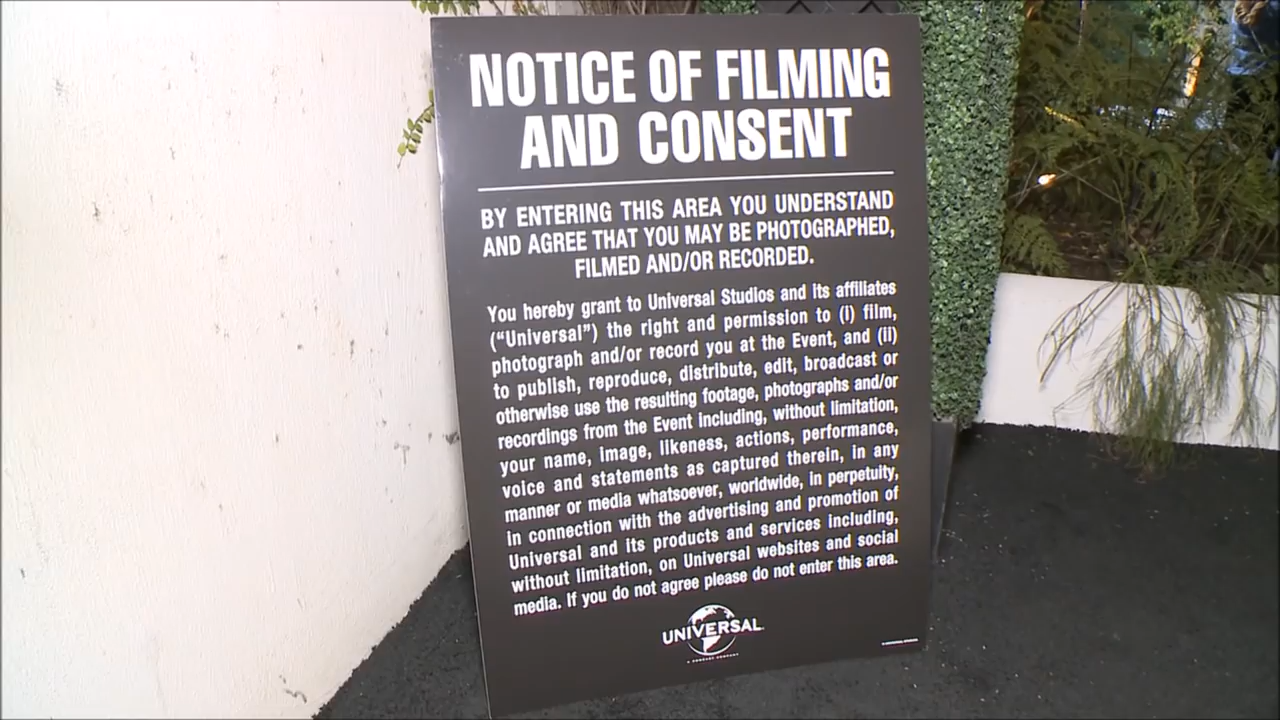 NOTICE OF FILMING
AND CONSENT
BY ENTERING THIS AREA YOU UNDERSTAND
AND AGREE THAT YOU MAY BE PHOTOGRAPHED,
FILMED AND/OR RECORDED.
You hereby grant to Universal Studios and its affiliates
(“Universal”) the right and permission to (i) film,
photograph and/or record you at the Event, and (ii)
to publish, reproduce, distribute, edit, broadcast or
otherwise use the resulting footage, photographs and/or
recordings from the Event including, without limitation,
your name, image, likeness, actions, performance,
voice and statements as captured therein, in any
manner or media whatsoever, worldwide, in perpetuity,
in connection with the advertising and promotion of
Universal and its products and services including,
without limitation, on Universal websites and social
media. If you do not agree please do not enter this area.
UNIVERSAL
A COMCAST COMPANY